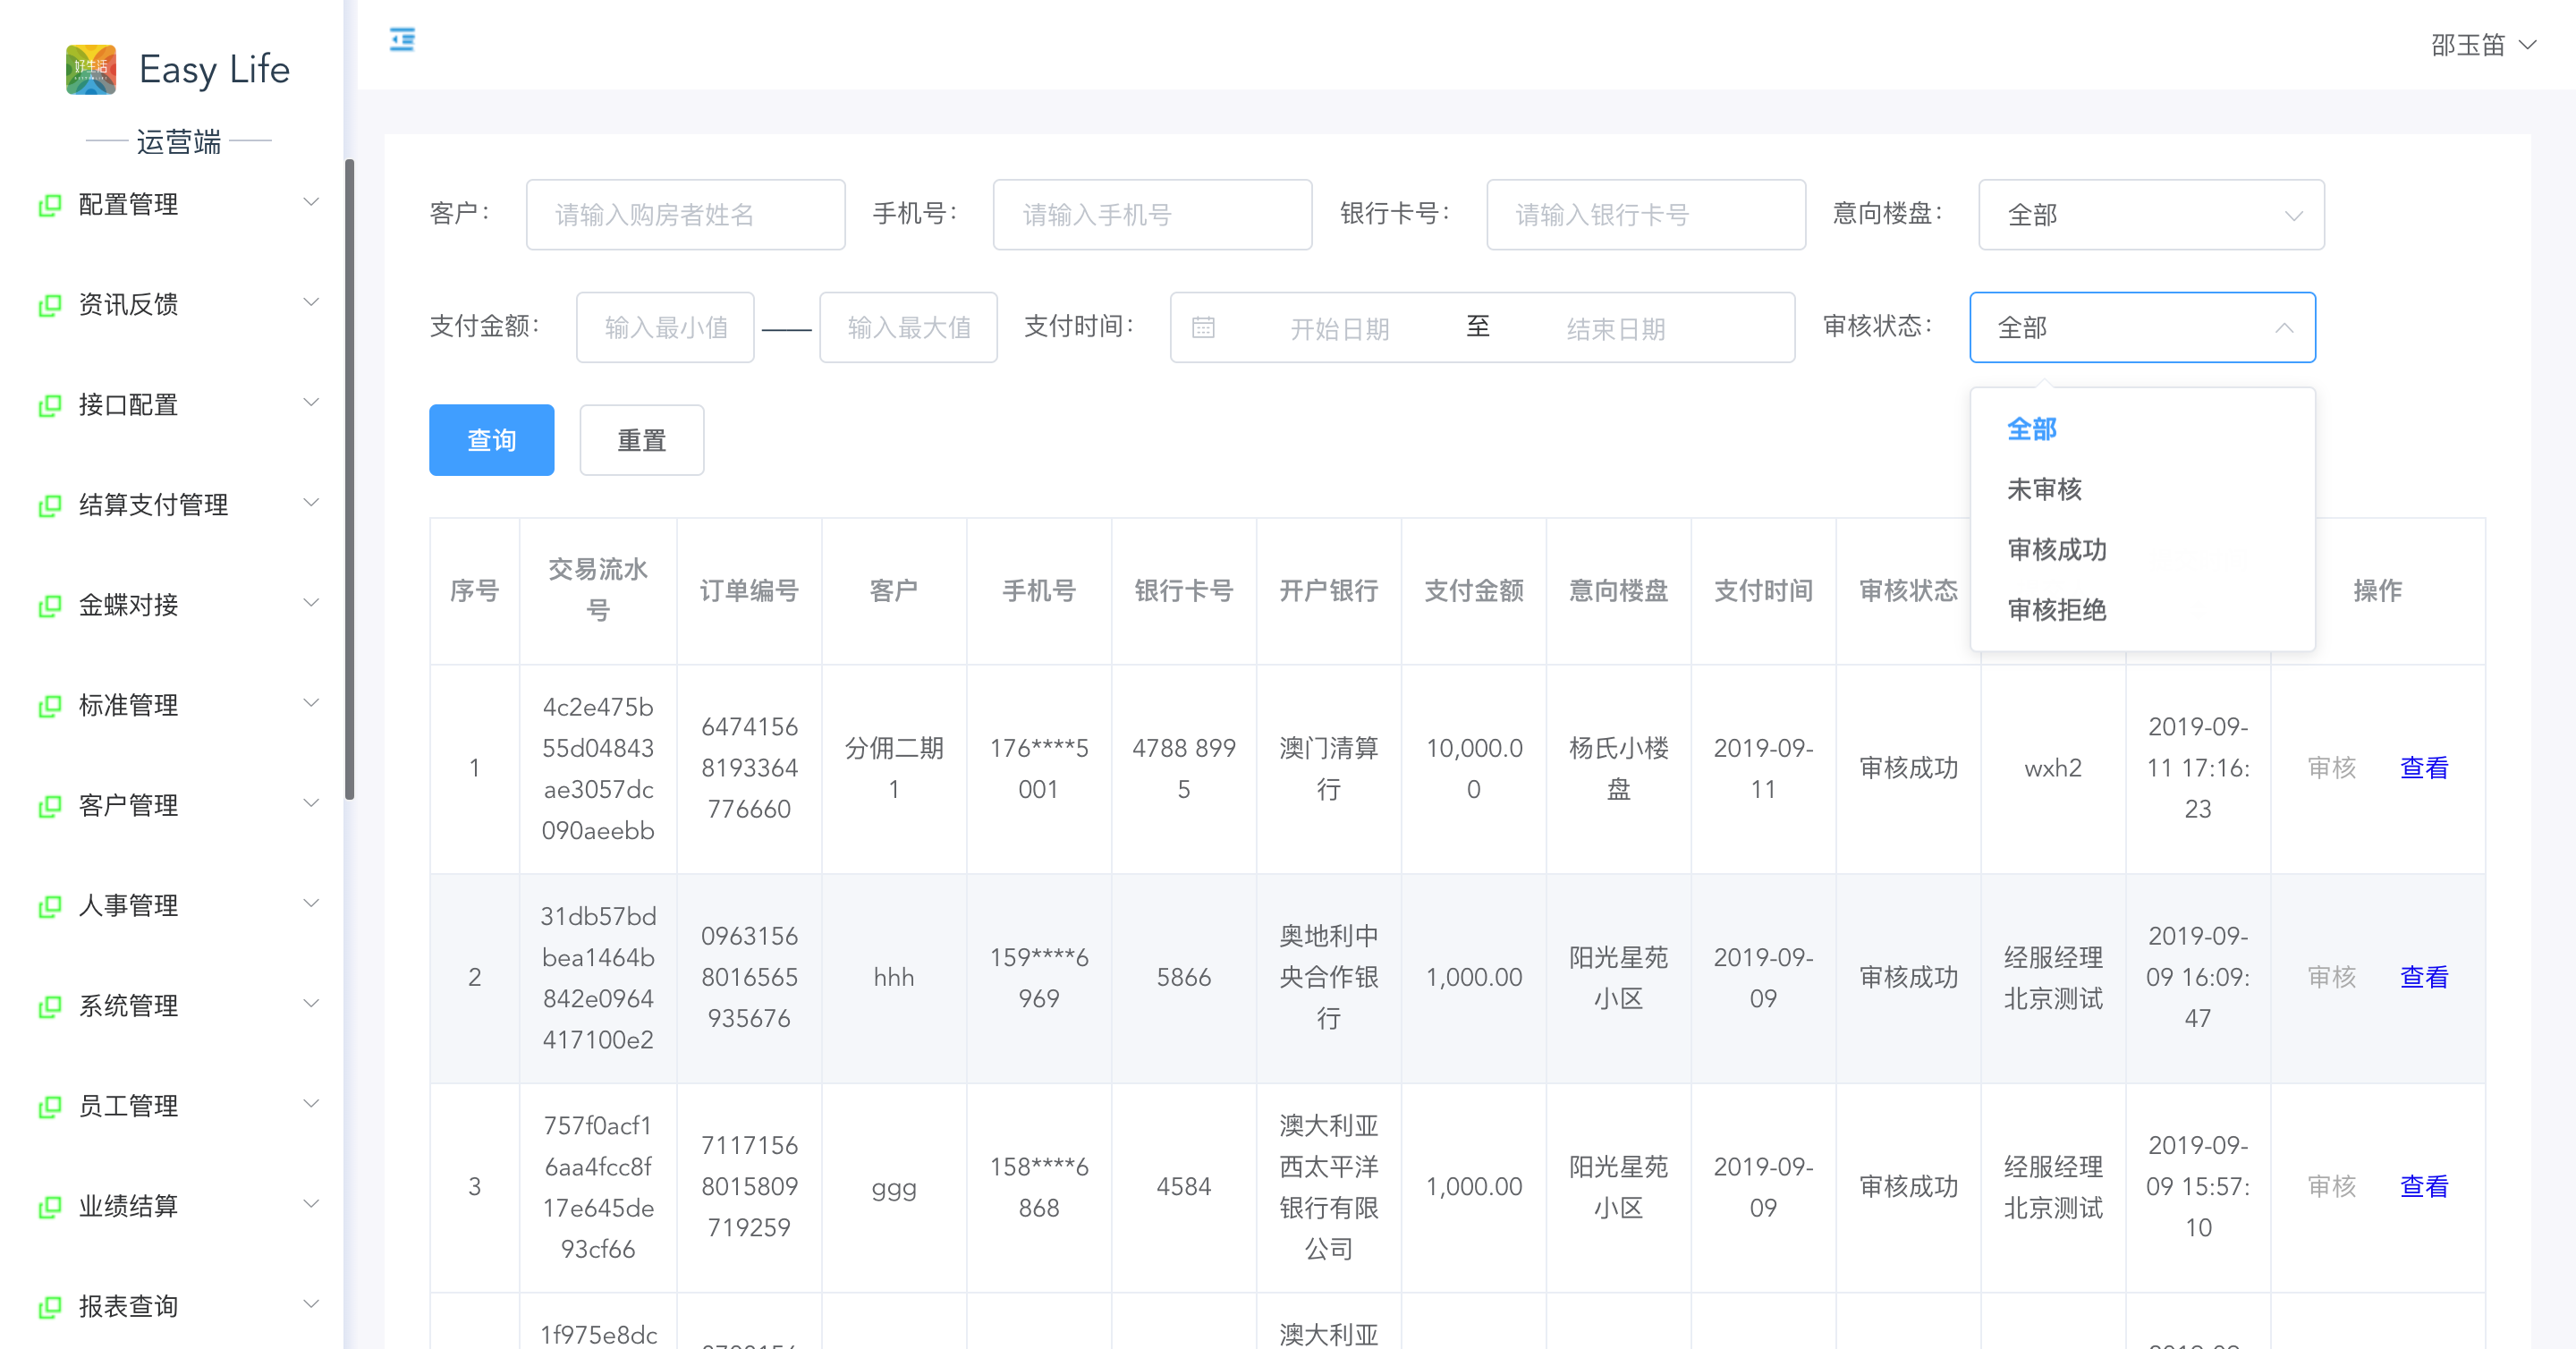 好生活
Easy Life
运营端
配置管理
资讯反馈
接口配置
结算支付管理
金蝶对接
标准管理
客户管理
人事管理
系统管理
员工管理
业绩结算
报表查询
邵玉笛
客户： 请输入购房者姓名 手机号： 请输入手机号 银行卡号： 请输入银行卡号 意向楼盘： 全部
支付金额： 输入最小值 —— 输入最大值 支付时间： 开始日期 至 结束日期 审核状态： 全部
查询 重置
全部
未审核
审核成功
审核拒绝
序号 交易流水号 订单编号 客户 手机号 银行卡号 开户银行 支付金额 意向楼盘 支付时间 审核状态 操作
1 4c2e475b55d04843ae3057dc090aeebb 64741568193364776660 分佣二期1 176****5001 4788 8995 澳门清算行 10,000.00 杨氏小楼盘 2019-09-11 审核成功 wxh2 2019-09-11 17:16:23 审核 查看
2 31db57bdbea1464b842e0964417100e2 09631568016565935676 hhh 159****6969 5866 奥地利中央合作银行 1,000.00 阳光星苑小区 2019-09-09 审核成功 经服经理北京测试 2019-09-09 16:09:47 审核 查看
3 757f0acf16aa4fcc8f17e645de93cf66 71171568015809719259 ggg 158****6868 4584 澳大利亚西太平洋银行有限公司 1,000.00 阳光星苑小区 2019-09-09 审核成功 经服经理北京测试 2019-09-09 15:57:10 审核 查看
1f975e8dc 澳大利亚